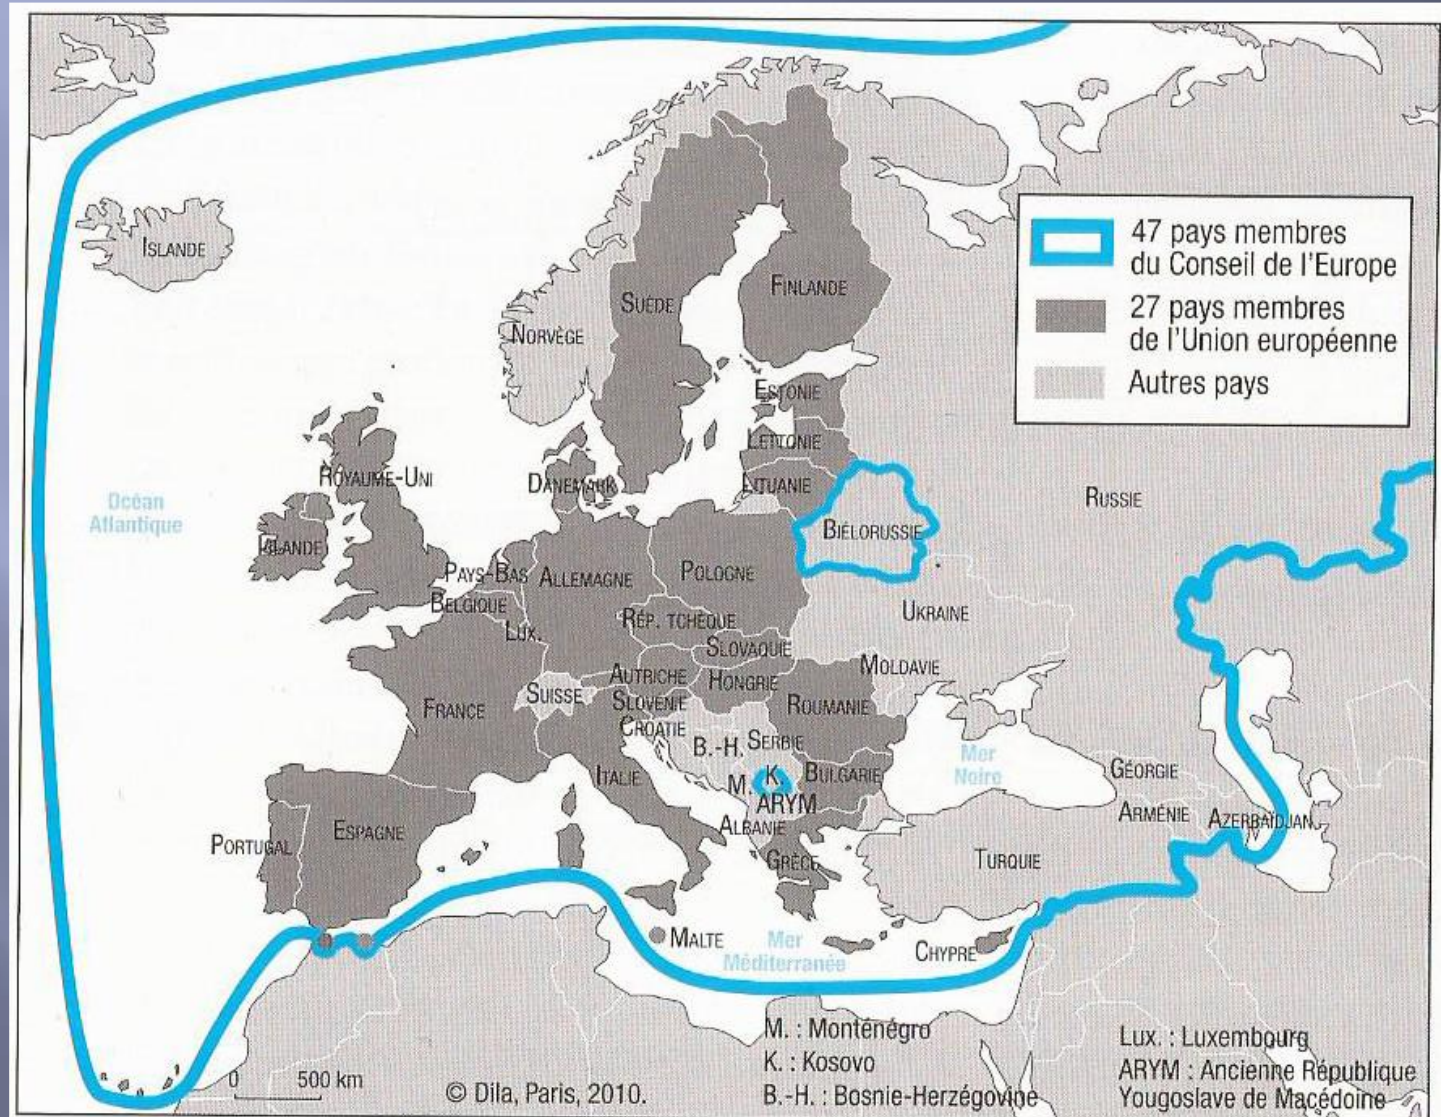 47 pays membres
du Conseil de l'Europe
27 pays membres
de l'Union européenne
Autres pays
ISLANDE
NORVÈGE
SUÈDE
FINLANDE
ESTONIE
LETTONIE
LITUANIE
DANEMARK
ROYAUME-UNI
IRLANDE
Océan
Atlantique
RUSSIE
BIÉLORUSSIE
PAYS-BAS
BELGIQUE
LUX.
ALLEMAGNE
POLOGNE
RÉP. TCHÈQUE
UKRAINE
SLOVAQUIE
AUTRICHE
HONGRIE
MOLDAVIE
SUISSE
SLOVÉNIE
FRANCE
CROATIE
ROUMANIE
B.-H.
SERBIE
Mer
Noire
ITALIE
M.
K.
BULGARIE
GÉORGIE
ARYM
ARMÉNIE
AZERBAÏDJAN
ALBANIE
PORTUGAL
ESPAGNE
GRÈCE
TURQUIE
MALTE
Mer
Méditerranée
CHYPRE
0 500 km
© Dila, Paris, 2010.
M. : Monténégro
K. : Kosovo
B.-H. : Bosnie-Herzégovine
Lux. : Luxembourg
ARYM : Ancienne République
Yougoslave de Macédoine